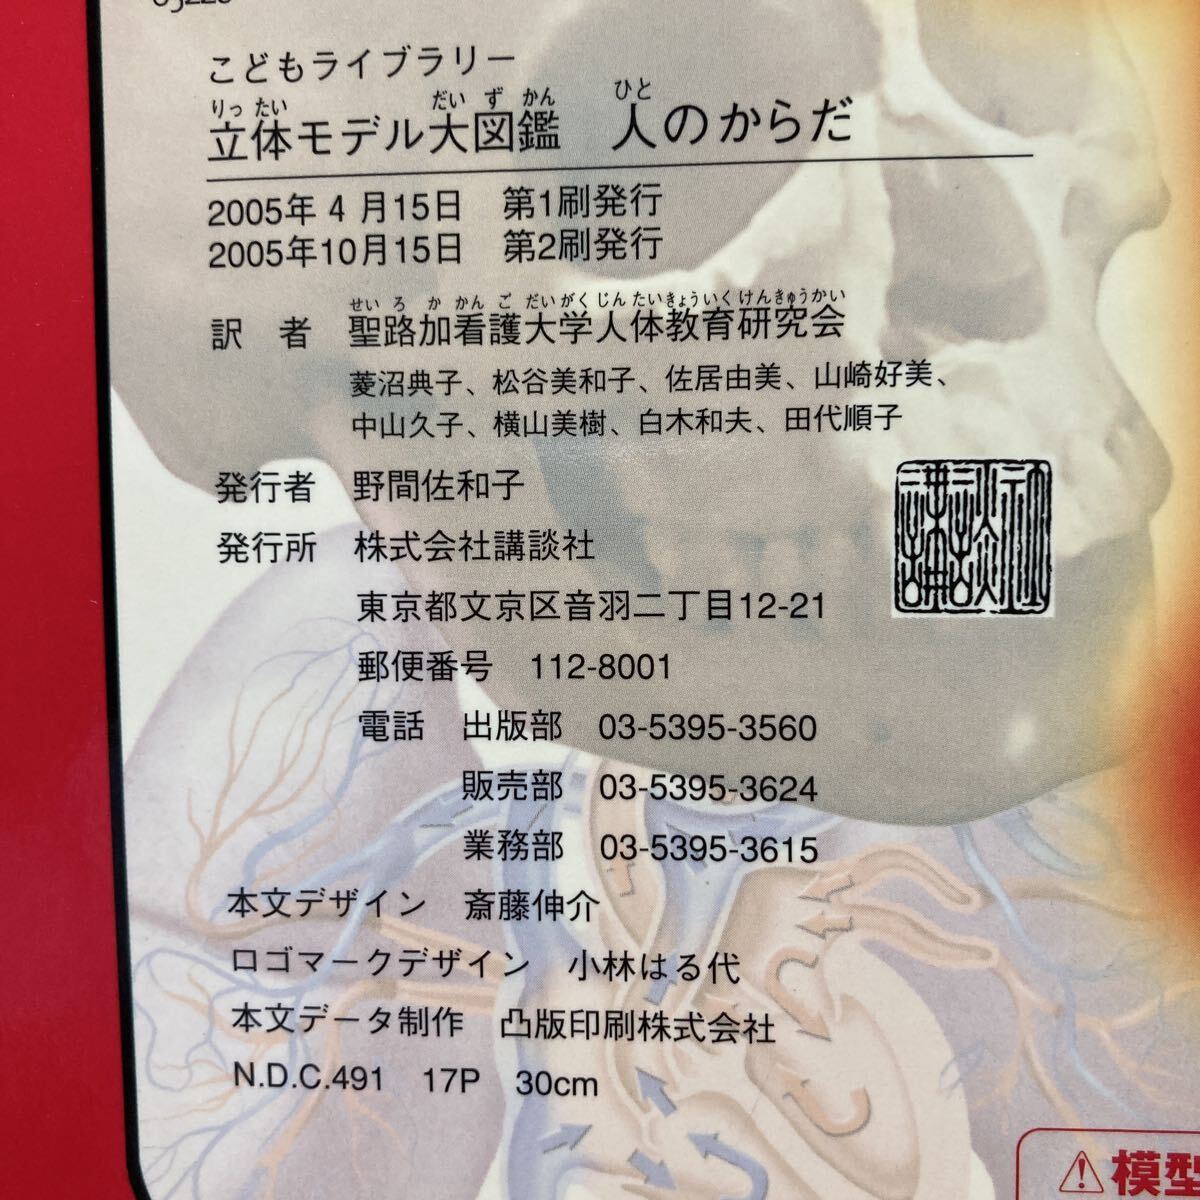 こどもライブラリー
りっ たい だい ず かん ひと
立体モデル大図鑑 人のからだ
2005年 4 月15日 第1刷発行
2005年10月15日 第2刷発行
せい ろ か かん ご だいがく じん たいきょういく けんきゅうかい
訳 者 聖路加看護大学人体教育研究会
菱沼典子、松谷美和子、佐居由美、山崎好美、
中山久子、横山美樹、白木和夫、田代順子
発行者 野間佐和子
発行所 株式会社講談社
東京都文京区音羽二丁目12-21
郵便番号 112-8001
電話 出版部 03-5395-3560
販売部 03-5395-3624
業務部 03-5395-3615
本文デザイン 斎藤伸介
ロゴマークデザイン 小林はる代
本文データ制作 凸版印刷株式会社
N.D.C.491 17P 30cm
模型